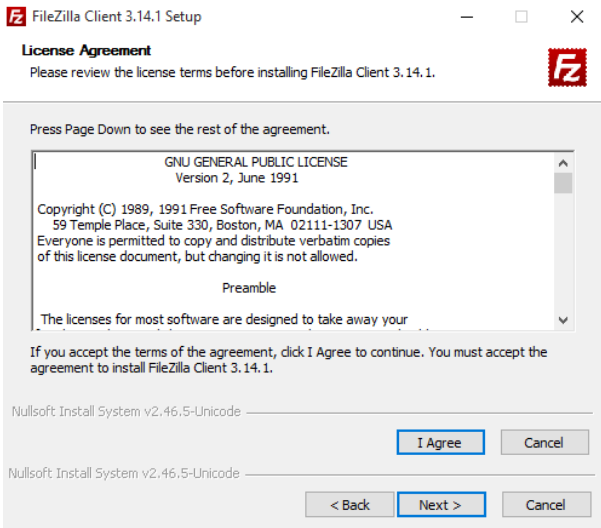 FileZilla Client 3.14.1 Setup
License Agreement
Please review the license terms before installing FileZilla Client 3.14.1.
Press Page Down to see the rest of the agreement.
GNU GENERAL PUBLIC LICENSE
Version 2, June 1991
Copyright (C) 1989, 1991 Free Software Foundation, Inc.
59 Temple Place, Suite 330, Boston, MA 02111-1307 USA
Everyone is permitted to copy and distribute verbatim copies
of this license document, but changing it is not allowed.
Preamble
The licenses for most software are designed to take away your
If you accept the terms of the agreement, click I Agree to continue. You must accept the
agreement to install FileZilla Client 3.14.1.
Nullsoft Install System v2.46.5-Unicode
I Agree Cancel
Nullsoft Install System v2.46.5-Unicode
< Back Next > Cancel